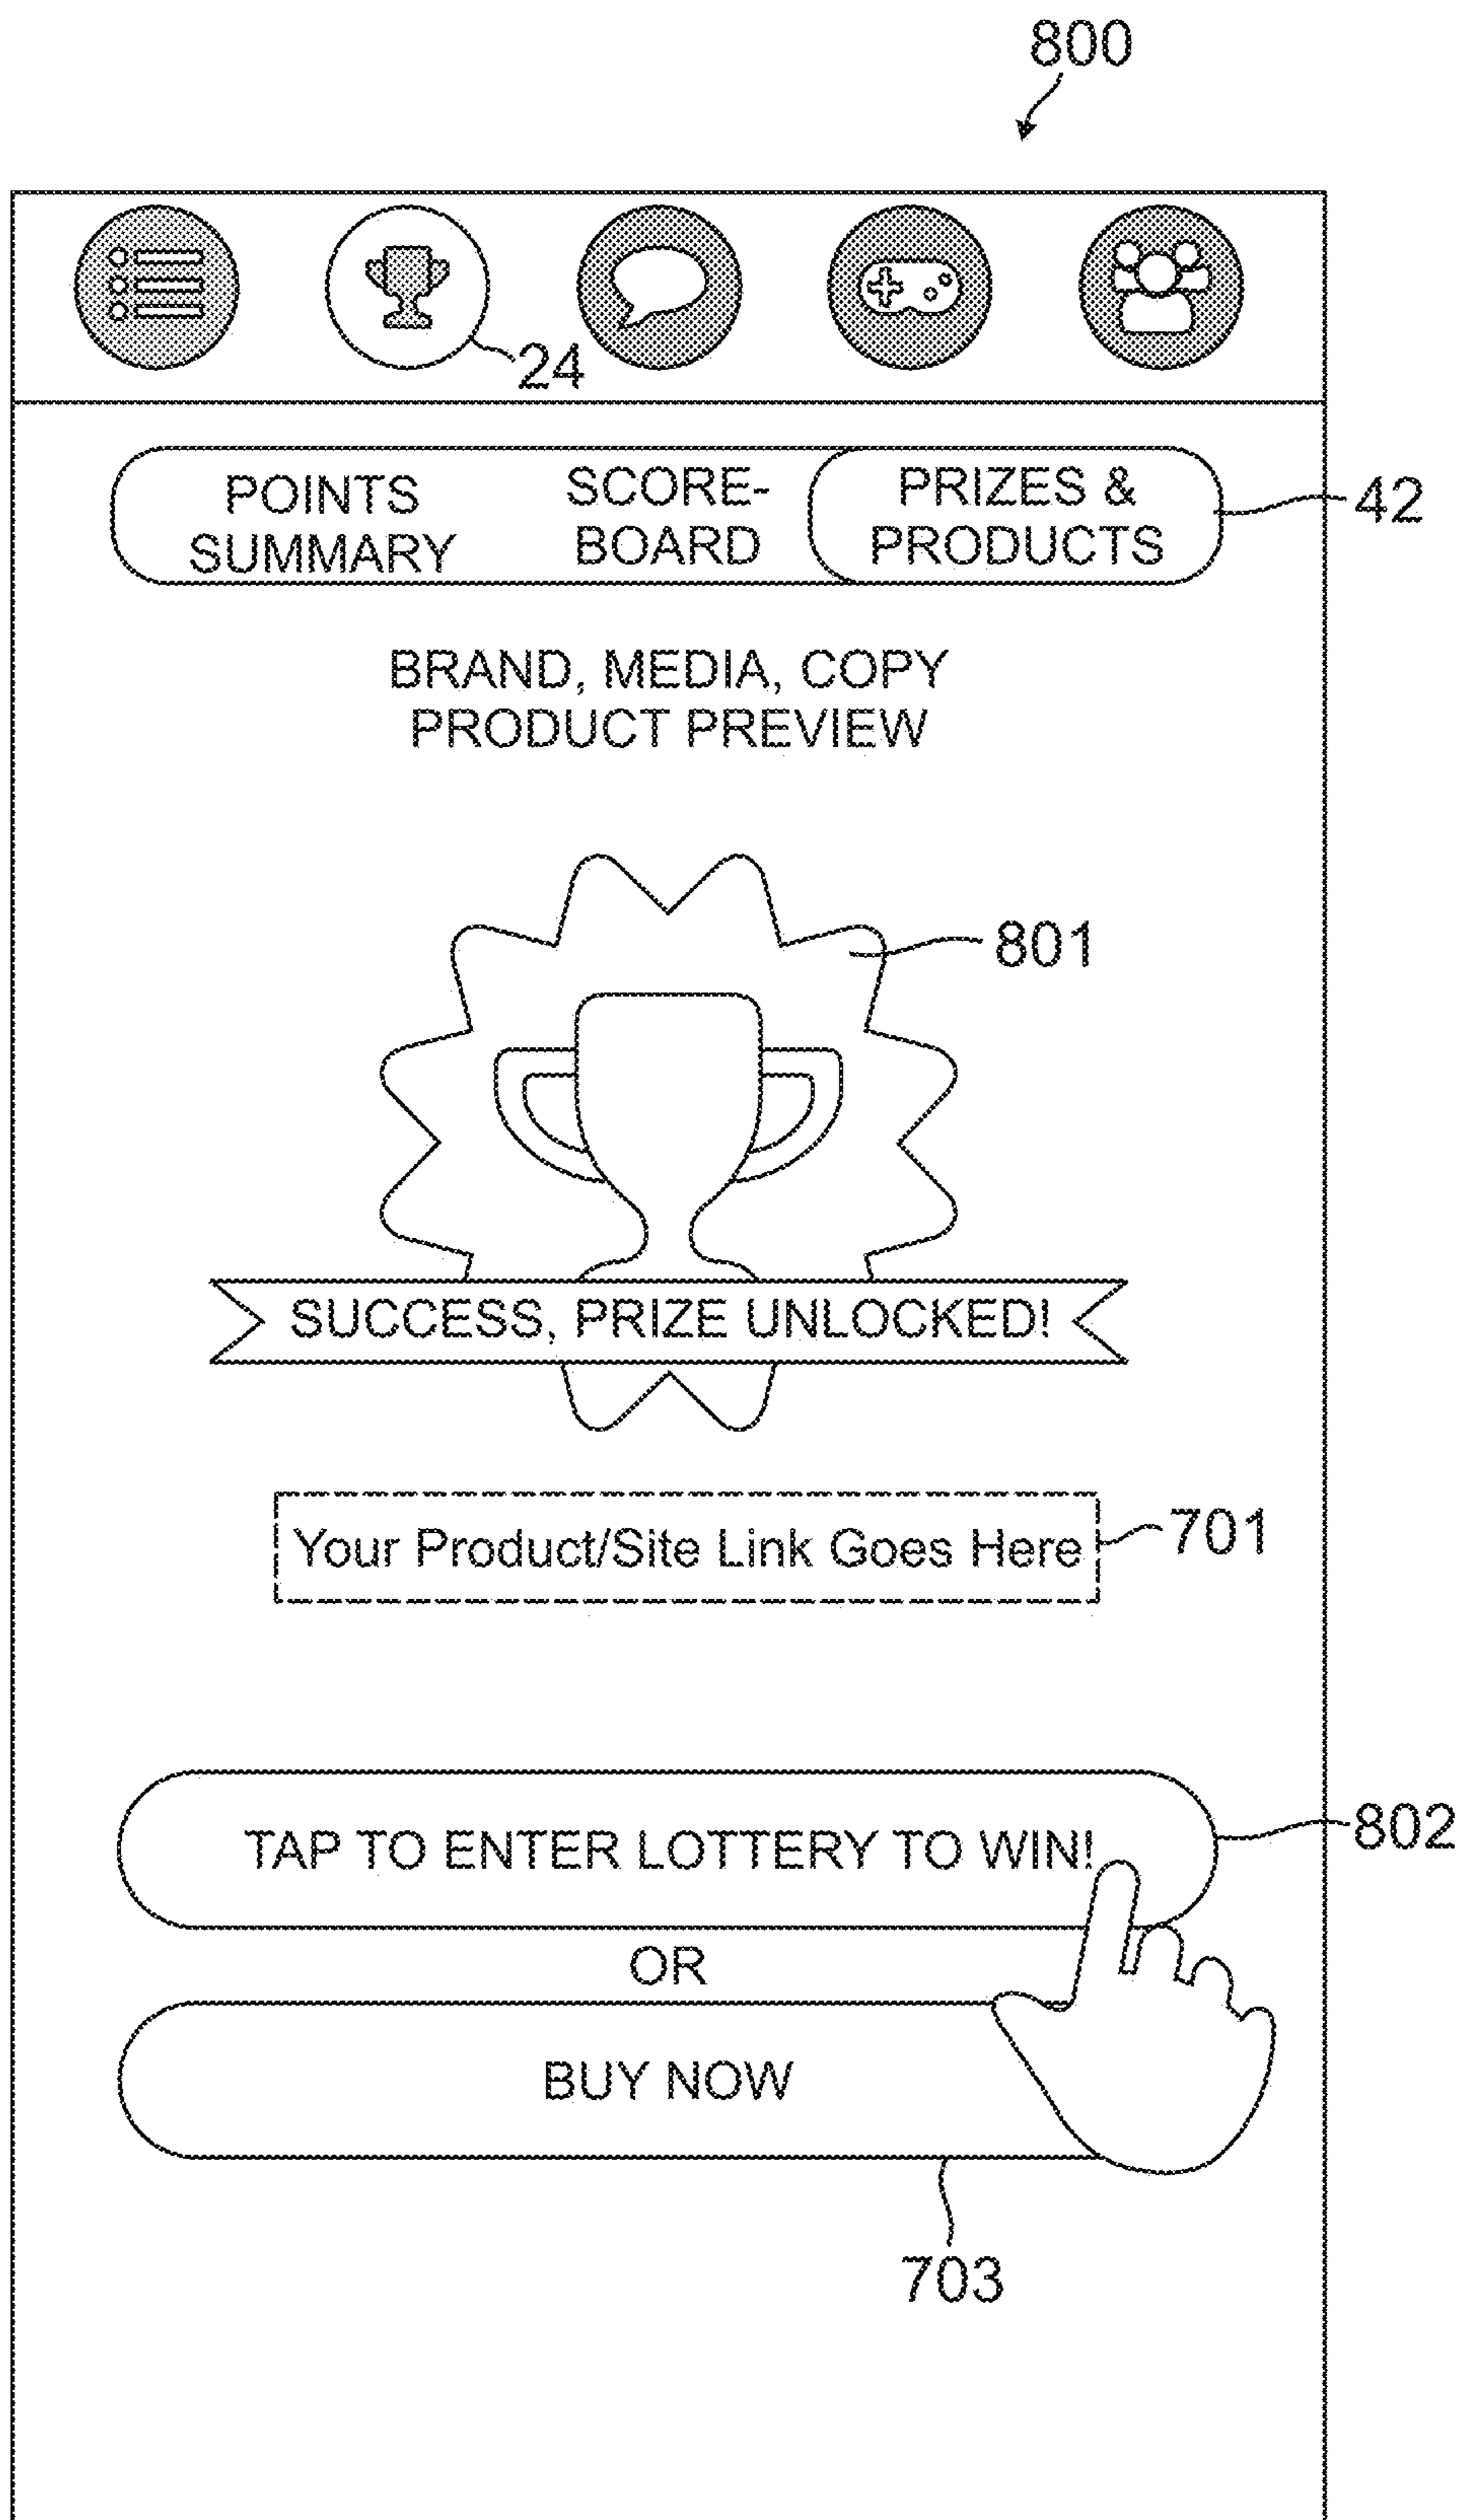 800
24
POINTS
SUMMARY
SCORE-
BOARD
PRIZES &
PRODUCTS
42
BRAND, MEDIA, COPY
PRODUCT PREVIEW
801
SUCCESS, PRIZE UNLOCKED!
Your Product/Site Link Goes Here
701
TAP TO ENTER LOTTERY TO WIN!
802
OR
BUY NOW
703